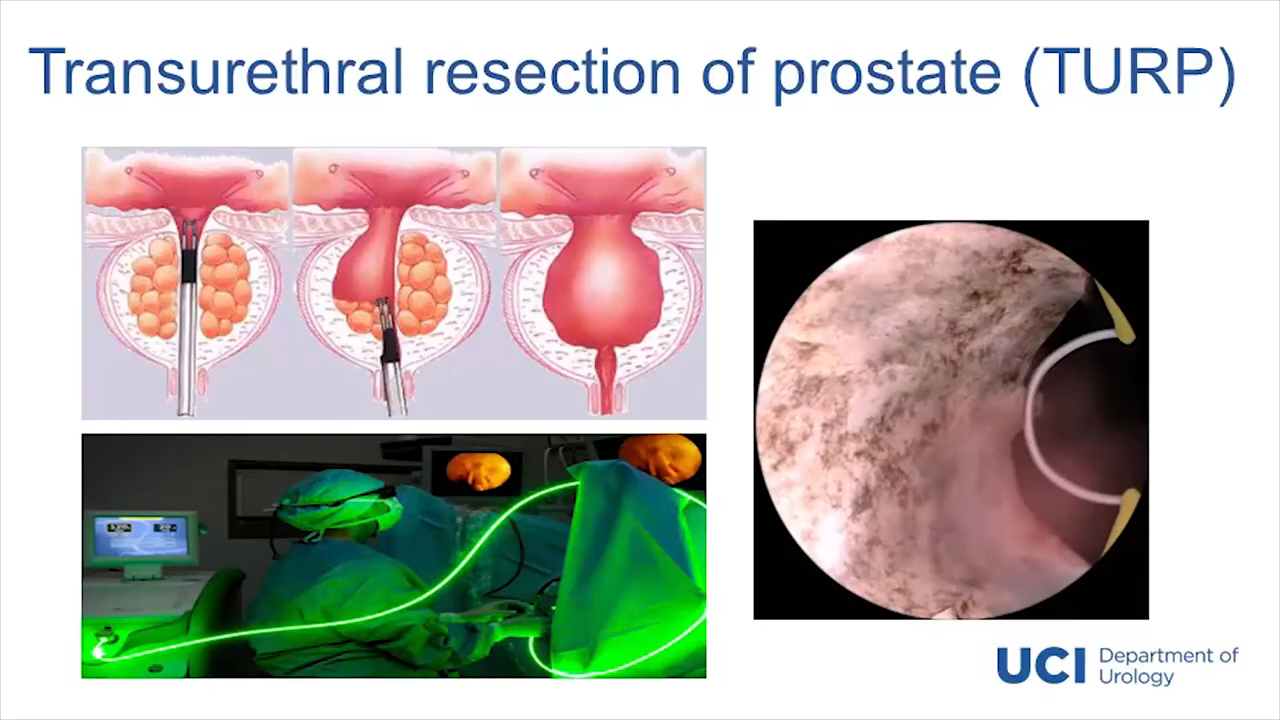 Transurethral resection of prostate (TURP)
UCI Department of
Urology